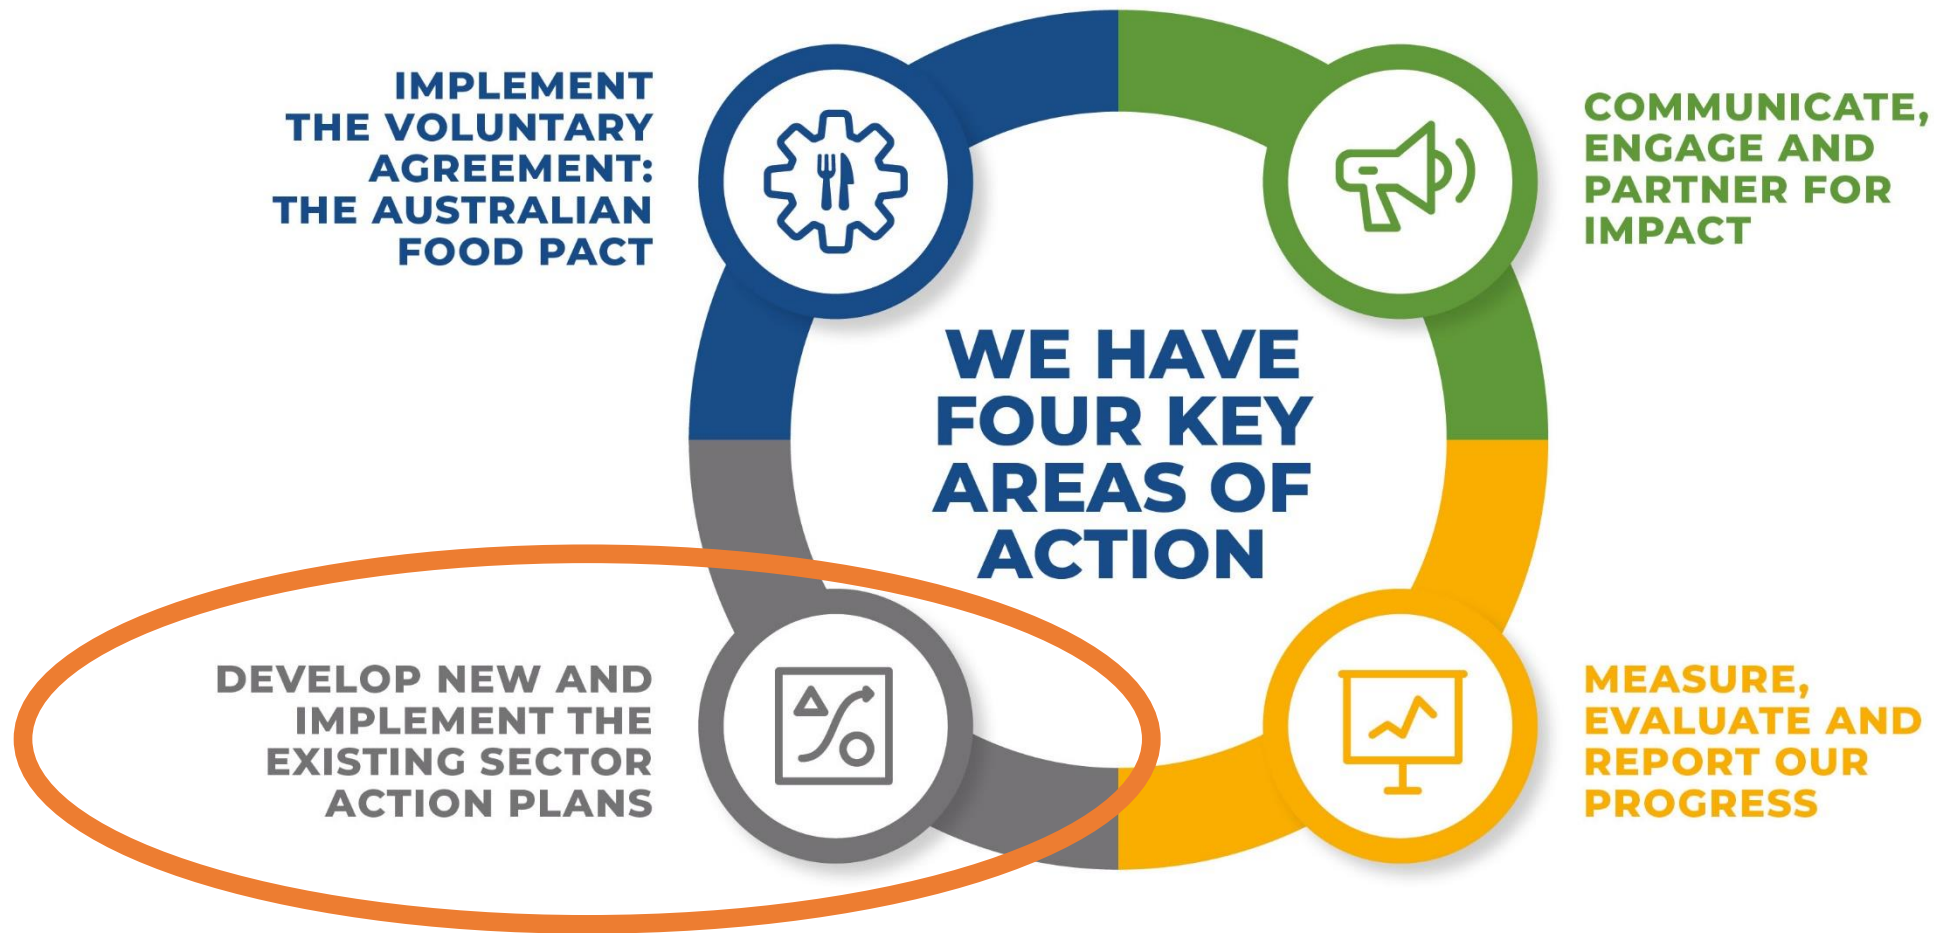 IMPLEMENT
THE VOLUNTARY
AGREEMENT:
THE AUSTRALIAN
FOOD PACT
COMMUNICATE,
ENGAGE AND
PARTNER FOR
IMPACT
WE HAVE
FOUR KEY
AREAS OF
ACTION
DEVELOP NEW AND
IMPLEMENT THE
EXISTING SECTOR
ACTION PLANS
MEASURE,
EVALUATE AND
REPORT OUR
PROGRESS